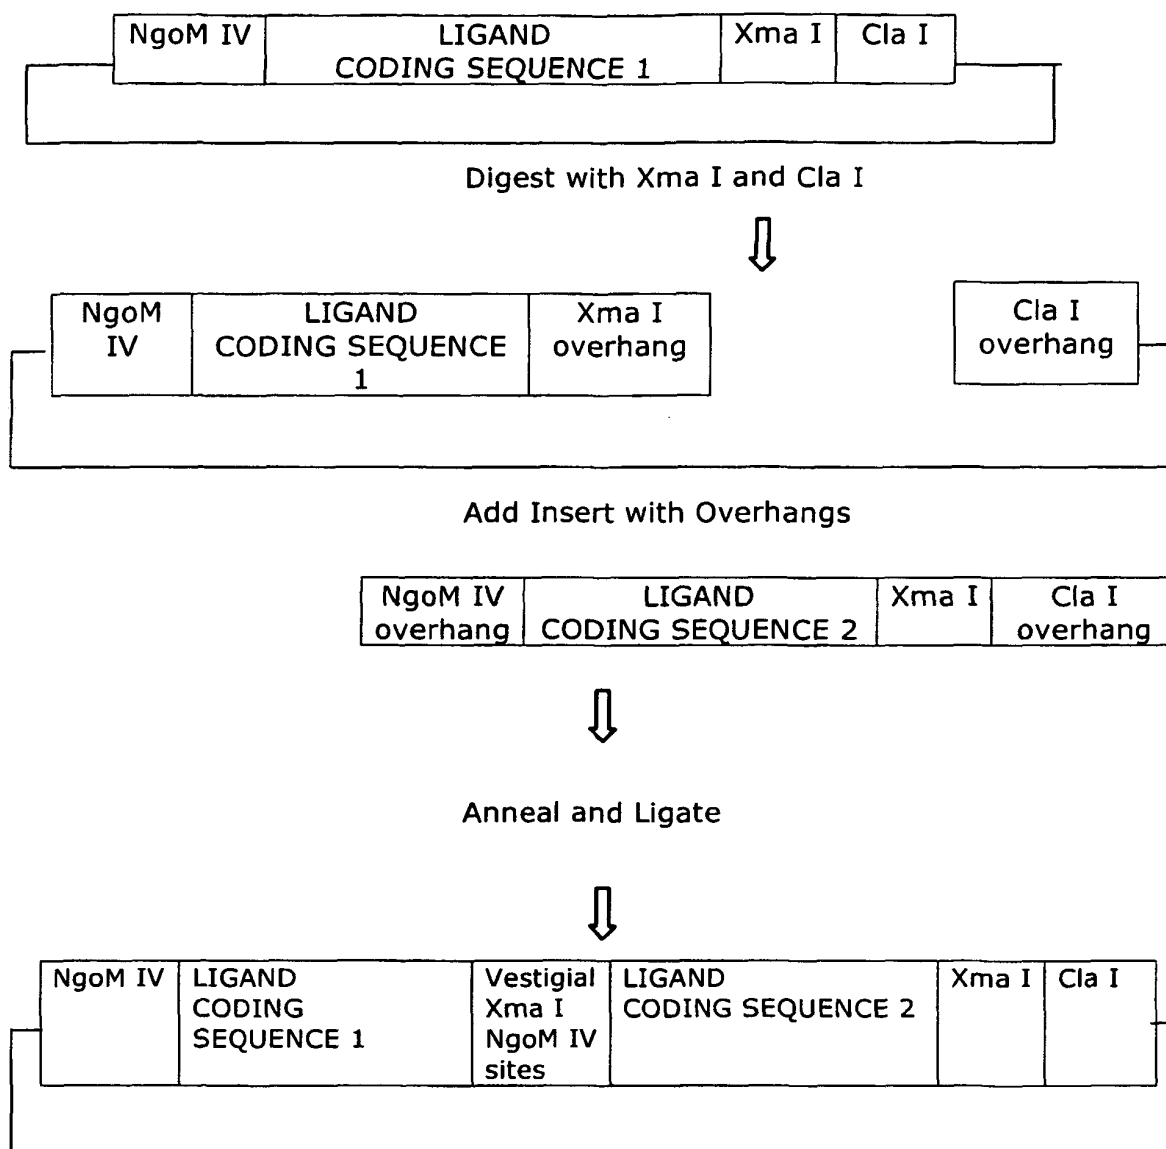 NgoM IV
LIGAND
CODING SEQUENCE 1
Xma I
Cla I
Digest with Xma I and Cla I
NgoM
IV
LIGAND
CODING SEQUENCE
1
Xma I
overhang
Cla I
overhang
Add Insert with Overhangs
NgoM IV
overhang
LIGAND
CODING SEQUENCE 2
Xma I
Cla I
overhang
Anneal and Ligate
NgoM IV
LIGAND
CODING
SEQUENCE 1
Vestigial
Xma I
NgoM IV
sites
LIGAND
CODING SEQUENCE 2
Xma I
Cla I